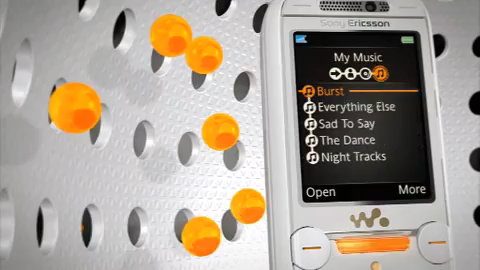 Sony Ericsson
My Music
Burst
Everything Else
Sad To Say
The Dance
Night Tracks
Open More